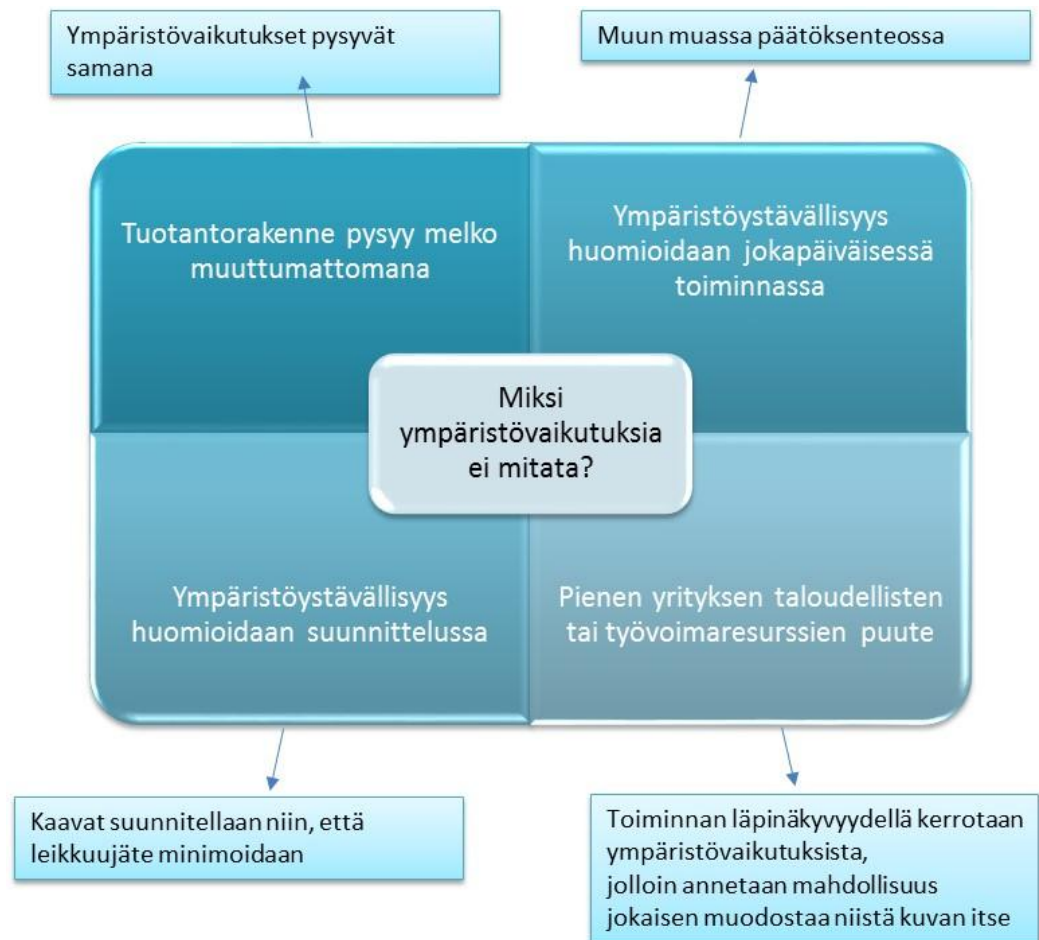 Ympäristövaikutukset pysyvät
samana
Muun muassa päätöksenteossa
Tuotantorakenne pysyy melko
muuttumattomana
Ympäristöystävällisyys
huomioidaan jokapäiväisessä
toiminnassa
Miksi
ympäristövaikutuksia
ei mitata?
Ympäristöystävällisyys
huomioidaan suunnittelussa
Pienen yrityksen taloudellisten
tai työvoimaresurssien puute
Kaavat suunnitellaan niin, että
leikkuujäte minimoidaan
Toiminnan läpinäkyvyydellä kerrotaan
ympäristövaikutuksista,
jolloin annetaan mahdollisuus
jokaisen muodostaa niistä kuvan itse